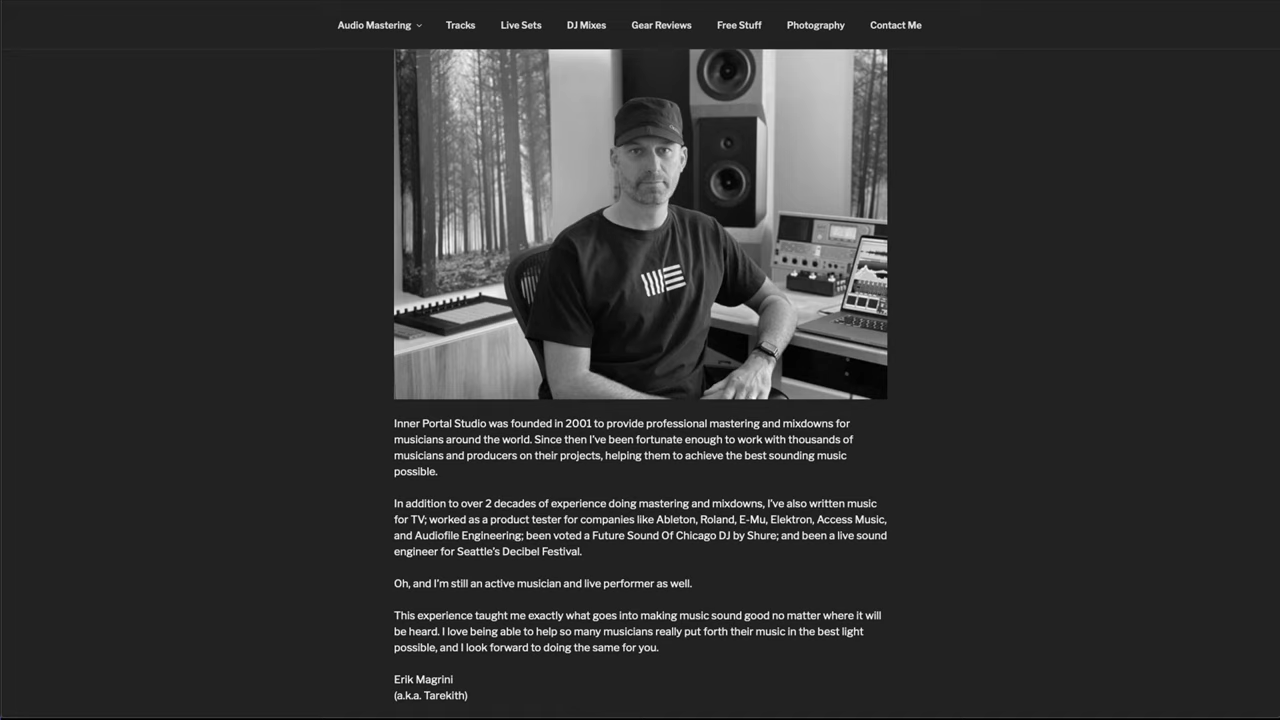 Audio Mastering
Tracks
Live Sets
DJ Mixes
Gear Reviews
Free Stuff
Photography
Contact Me
Inner Portal Studio was founded in 2001 to provide professional mastering and mixdowns for
musicians around the world. Since then I've been fortunate enough to work with thousands of
musicians and producers on their projects, helping them to achieve the best sounding music
possible.
In addition to over 2 decades of experience doing mastering and mixdowns, I've also written music
for TV; worked as a product tester for companies like Ableton, Roland, E-Mu, Elektron, Access Music,
and Audiofile Engineering; been voted a Future Sound Of Chicago DJ by Shure; and been a live sound
engineer for Seattle's Decibel Festival.
Oh, and I'm still an active musician and live performer as well.
This experience taught me exactly what goes into making music sound good no matter where it will
be heard. I love being able to help so many musicians really put forth their music in the best light
possible, and I look forward to doing the same for you.
Erik Magrini
(a.k.a. Tarekith)